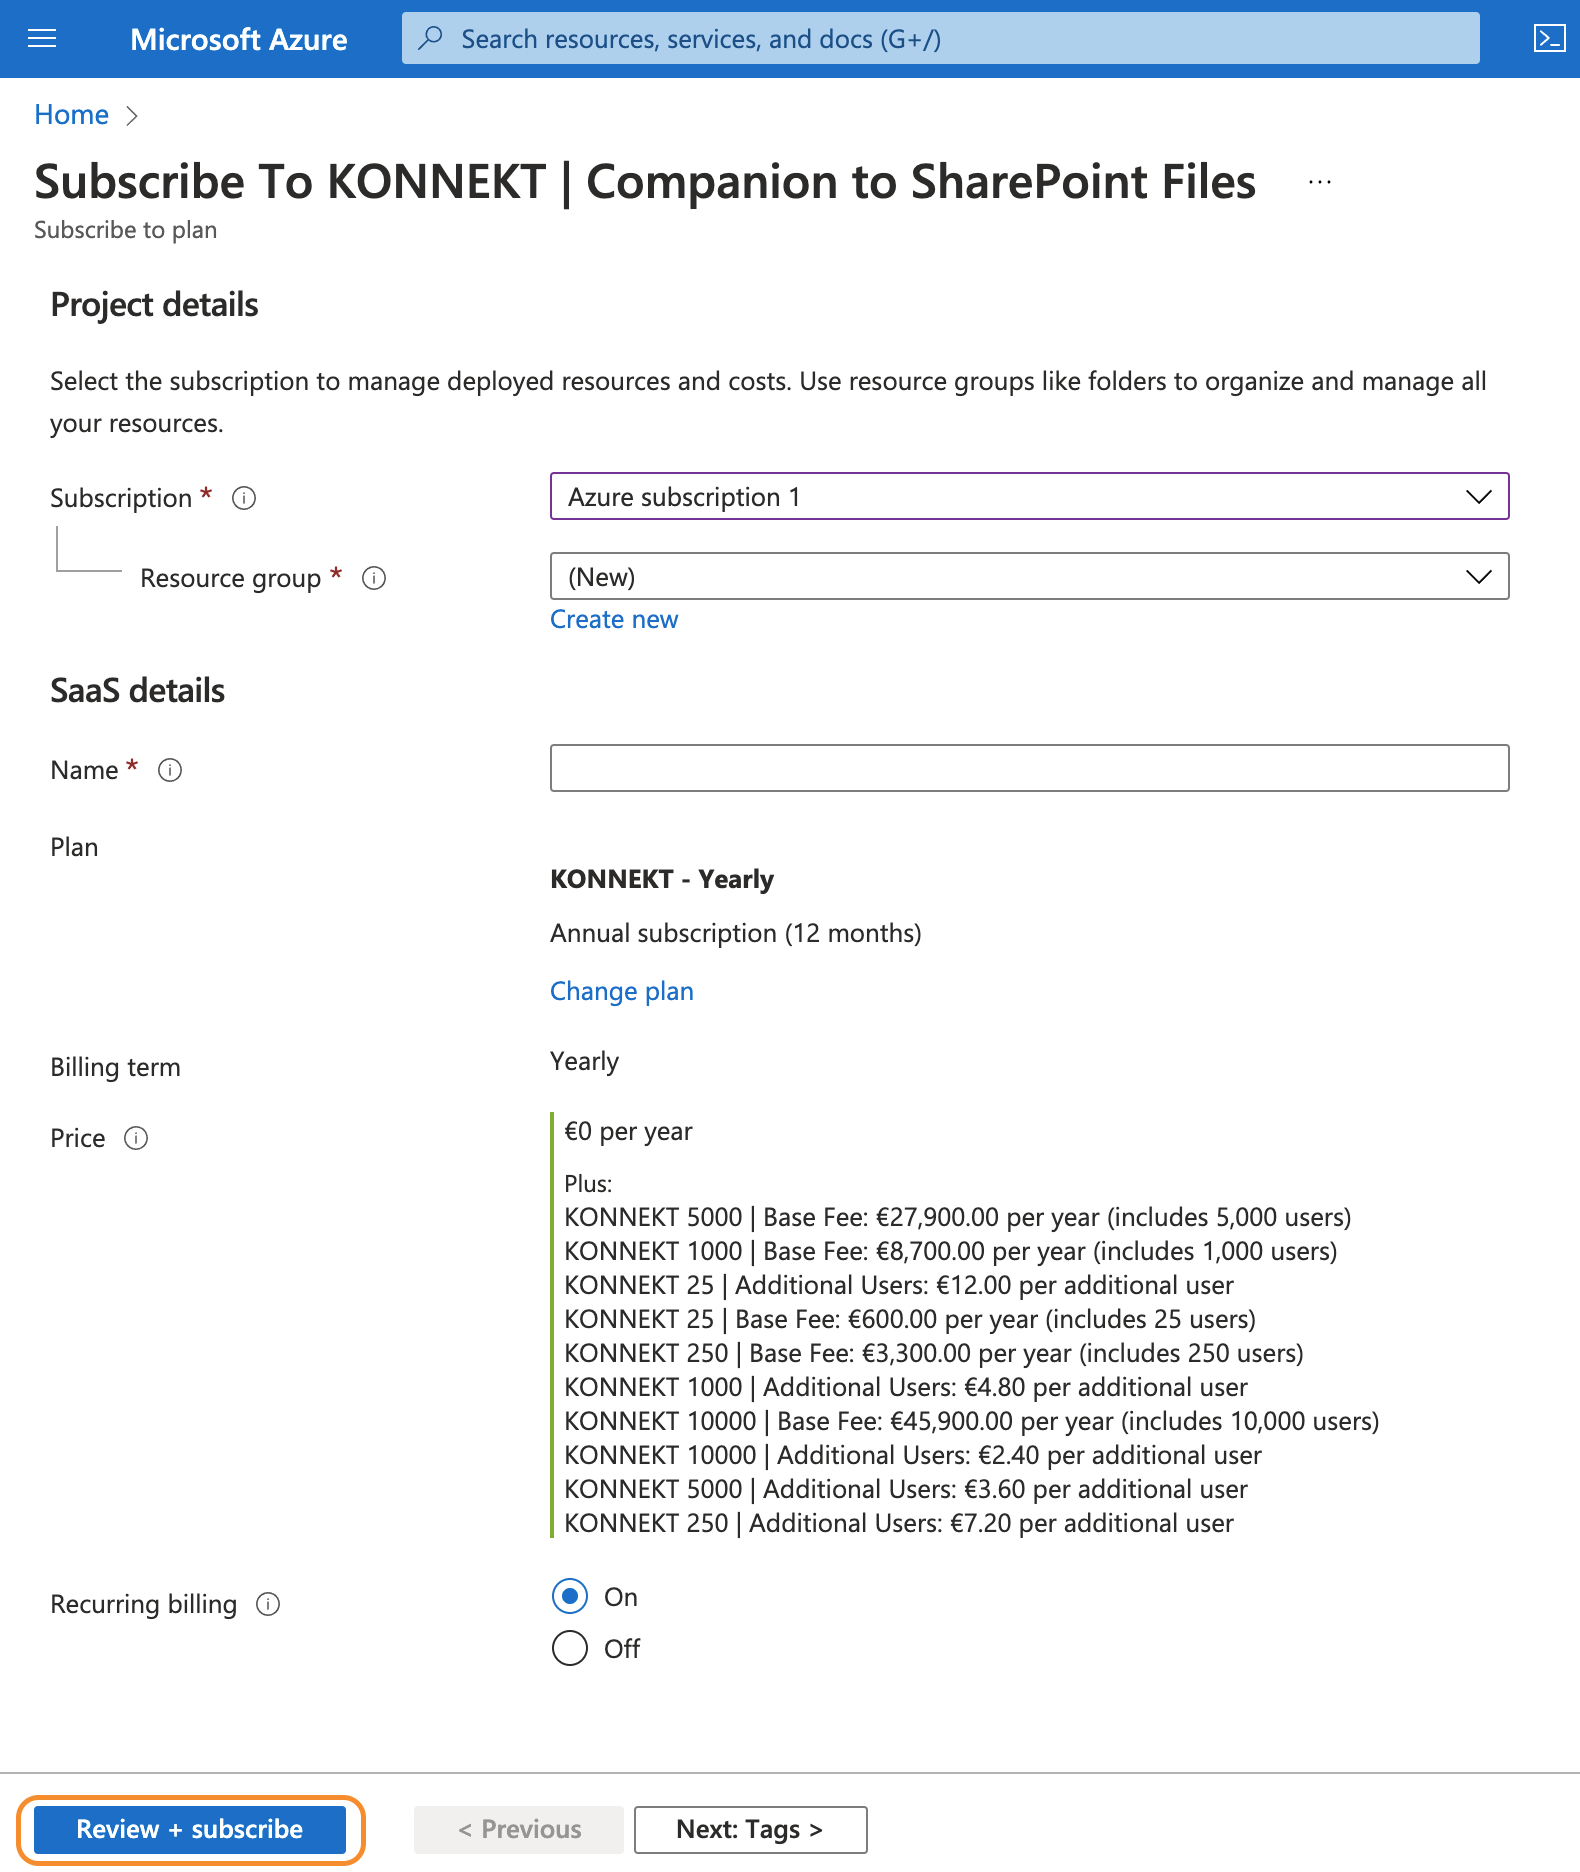 Microsoft Azure
Search resources, services, and docs (G+/)
Home
Subscribe To KONNEKT | Companion to SharePoint Files ...
Subscribe to plan
Project details
Select the subscription to manage deployed resources and costs. Use resource groups like folders to organize and manage all
your resources.
Subscription *
Azure subscription 1
Resource group *
(New)
Create new
SaaS details
Name *
Plan
KONNEKT - Yearly
Annual subscription (12 months)
Change plan
Billing term
Yearly
Price
€0 per year
Plus:
KONNEKT 5000 | Base Fee: €27,900.00 per year (includes 5,000 users)
KONNEKT 1000 | Base Fee: €8,700.00 per year (includes 1,000 users)
KONNEKT 25 | Additional Users: €12.00 per additional user
KONNEKT 25 | Base Fee: €600.00 per year (includes 25 users)
KONNEKT 250 | Base Fee: €3,300.00 per year (includes 250 users)
KONNEKT 1000 | Additional Users: €4.80 per additional user
KONNEKT 10000 | Base Fee: €45,900.00 per year (includes 10,000 users)
KONNEKT 10000 | Additional Users: €2.40 per additional user
KONNEKT 5000 | Additional Users: €3.60 per additional user
KONNEKT 250 | Additional Users: €7.20 per additional user
Recurring billing
On
Off
Review + subscribe
< Previous
Next: Tags >